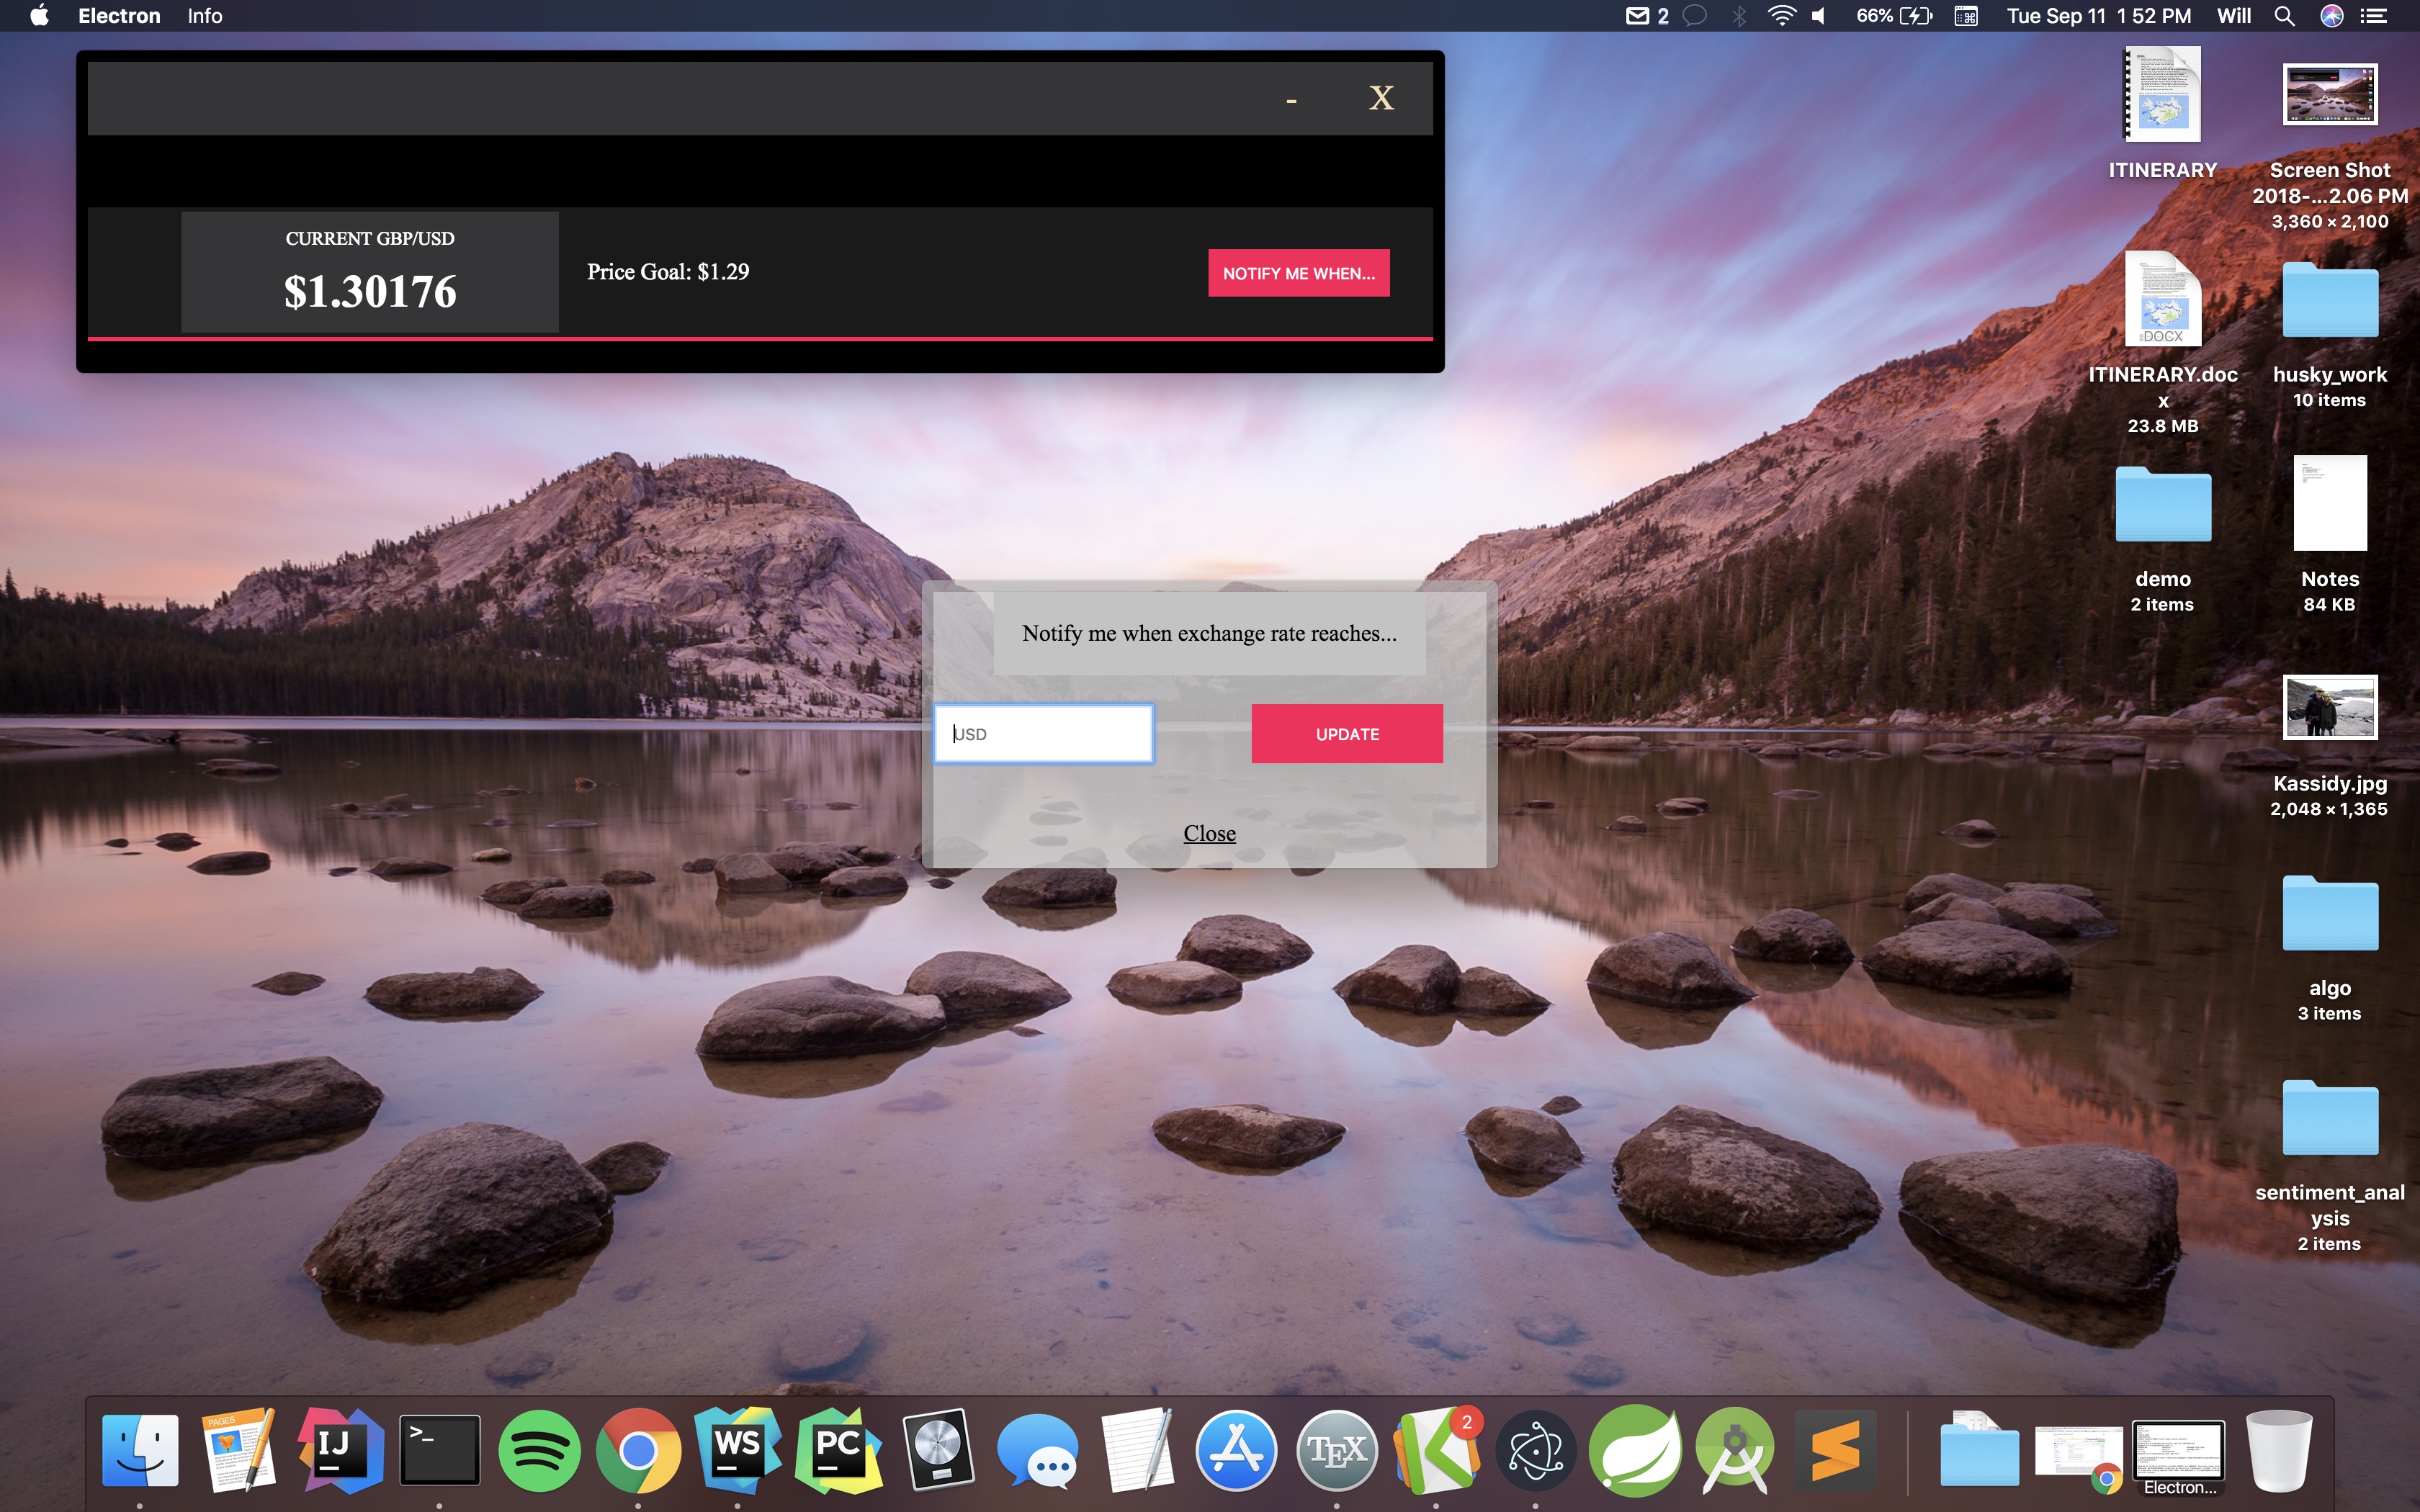 Electron Info
2
66%
Tue Sep 11 1 52 PM
Will
- X
CURRENT GBP/USD
$1.30176
Price Goal: $1.29
NOTIFY ME WHEN...
Notify me when exchange rate reaches...
USD
UPDATE
Close
ITINERARY
Screen Shot
2018-...2.06 PM
3,360 × 2,100
DOCX
ITINERARY.doc
x
23.8 MB
husky_work
10 items
demo
2 items
Notes
84 KB
Kassidy.jpg
2,048 × 1,365
algo
3 items
sentiment_anal
ysis
2 items
PAGES
IJ
>_
WS
PC
TEX
2
Electron...